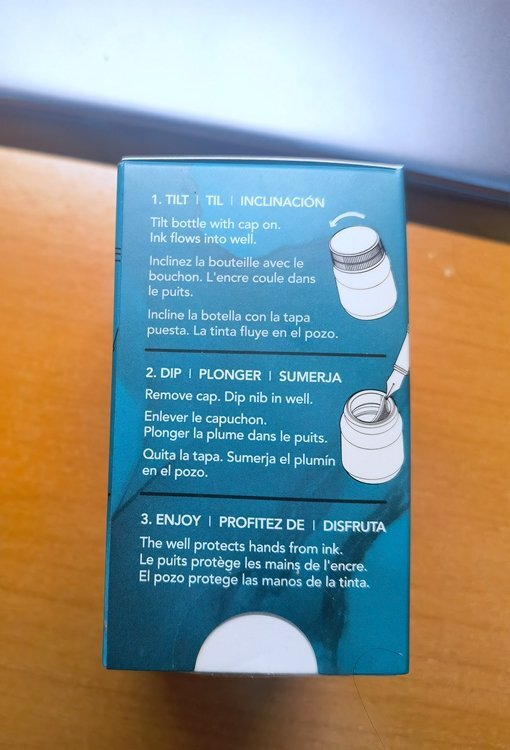 1. TILT | TIL | INCLINACIÓN
Tilt bottle with cap on.
Ink flows into well.
Inclinez la bouteille avec le
bouchon. L'encre coule dans
le puits.
Incline la botella con la tapa
puesta. La tinta fluye en el pozo.
2. DIP | PLONGER | SUMERJA
Remove cap. Dip nib in well.
Enlever le capuchon.
Plonger la plume dans le puits.
Quita la tapa. Sumerja el plumín
en el pozo.
3. ENJOY | PROFITEZ DE | DISFRUTA
The well protects hands from ink.
Le puits protège les mains de l'encre.
El pozo protege las manos de la tinta.